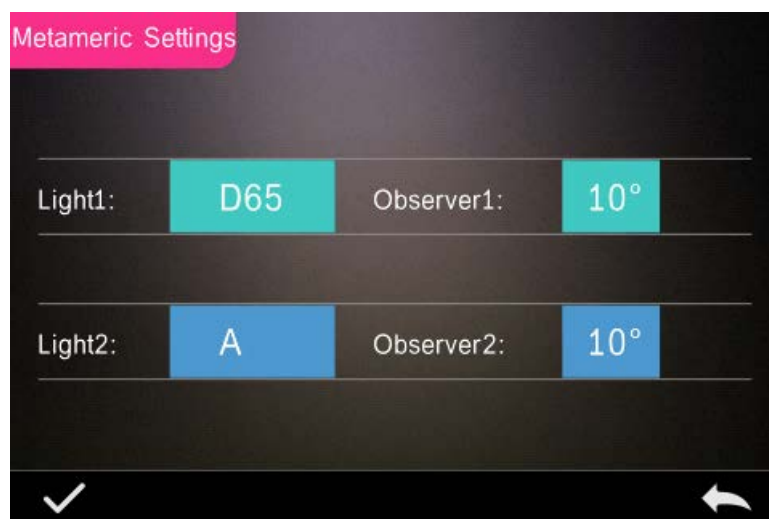 Metameric Settings
Light1: D65 Observer1: 10°
Light2: A Observer2: 10°